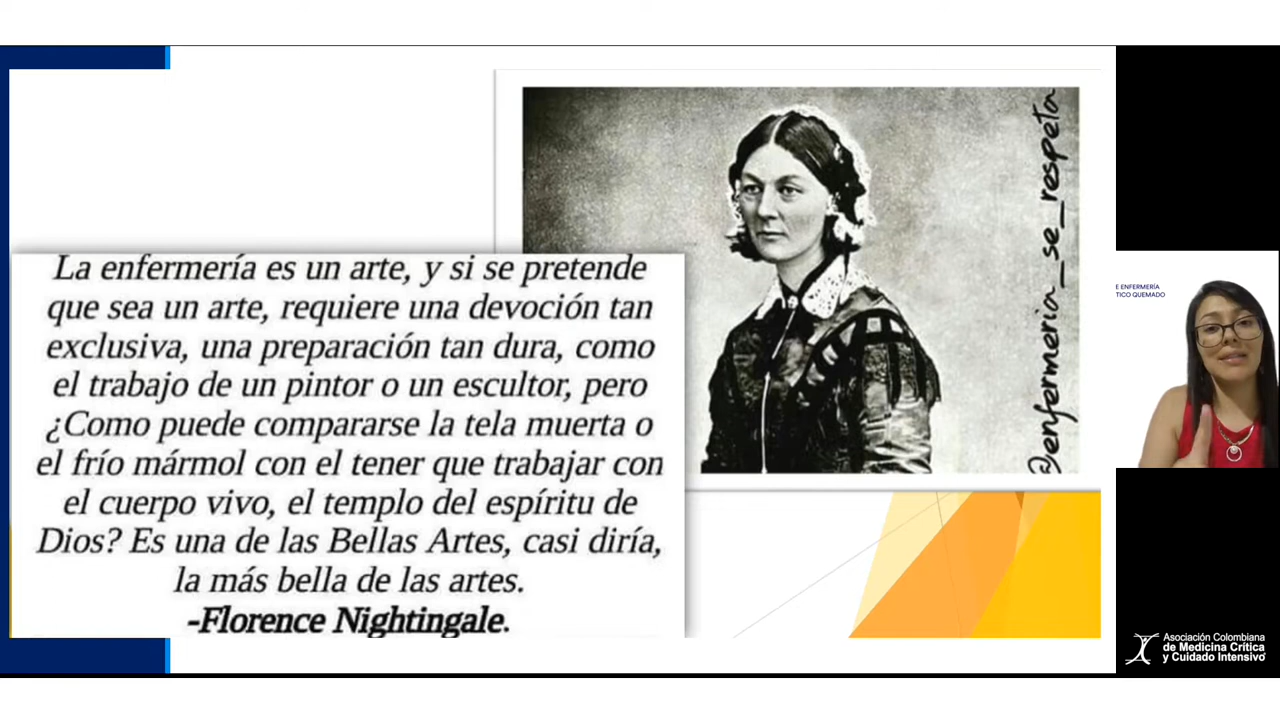 La enfermería es un arte, y si se pretende
que sea un arte, requiere una devoción tan
exclusiva, una preparación tan dura, como
el trabajo de un pintor o un escultor, pero
¿Como puede compararse la tela muerta o
el frío mármol con el tener que trabajar con
el cuerpo vivo, el templo del espíritu de
Dios? Es una de las Bellas Artes, casi diría,
la más bella de las artes.
-Florence Nightingale.
@enfermeria_se_respeta
E ENFERMERÍA
TICO QUEMADO
Asociación Colombiana
de Medicina Crítica
y Cuidado Intensivo